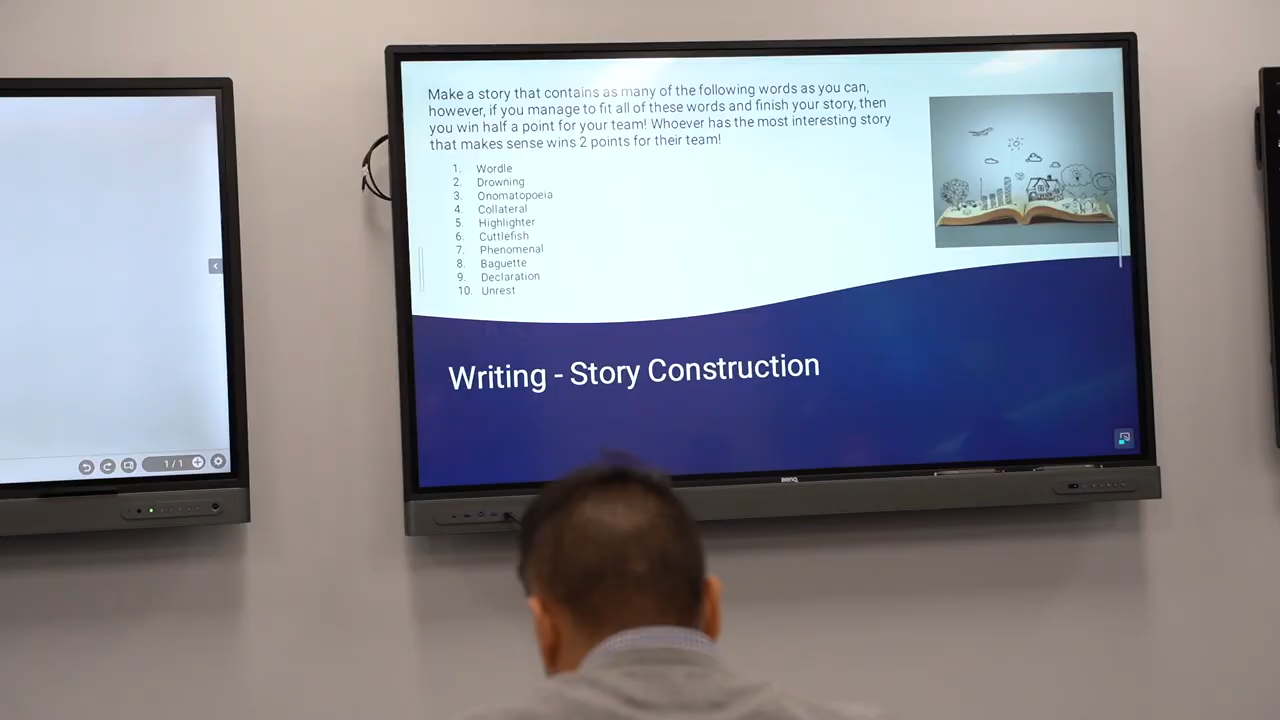 Make a story that contains as many of the following words as you can,
however, if you manage to fit all of these words and finish your story, then
you win half a point for your team! Whoever has the most interesting story
that makes sense wins 2 points for their team!
1. Wordle
2. Drowning
3. Onomatopoeia
4. Collateral
5. Highlighter
6. Cuttlefish
7. Phenomenal
8. Baguette
9. Declaration
10. Unrest
Writing - Story Construction
1/1
BenQ